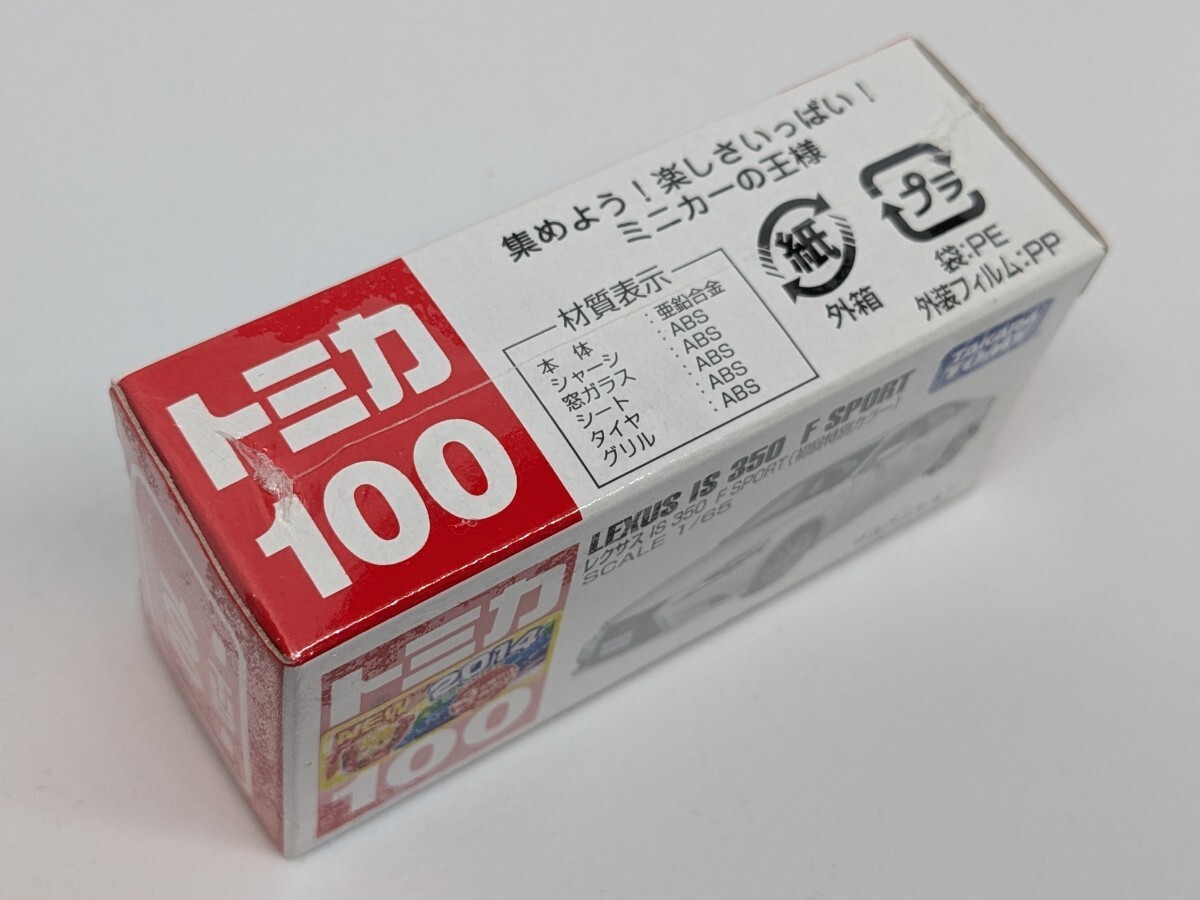 集めよう！楽しさいっぱい！
ミニカーの王様
トミカ
100
材質表示
本体：亜鉛合金
シャーシ：ABS
窓ガラス：ABS
シート：ABS
タイヤ：ABS
グリル：ABS
紙
外箱
プラ
袋:PE
外装フィルム:PP
TAKARA
TOMY
LEXUS IS 350 F SPORT
レクサス IS 350 F SPORT(初回特別カラー)
SCALE 1/65
トミカ
NEW 2014
100